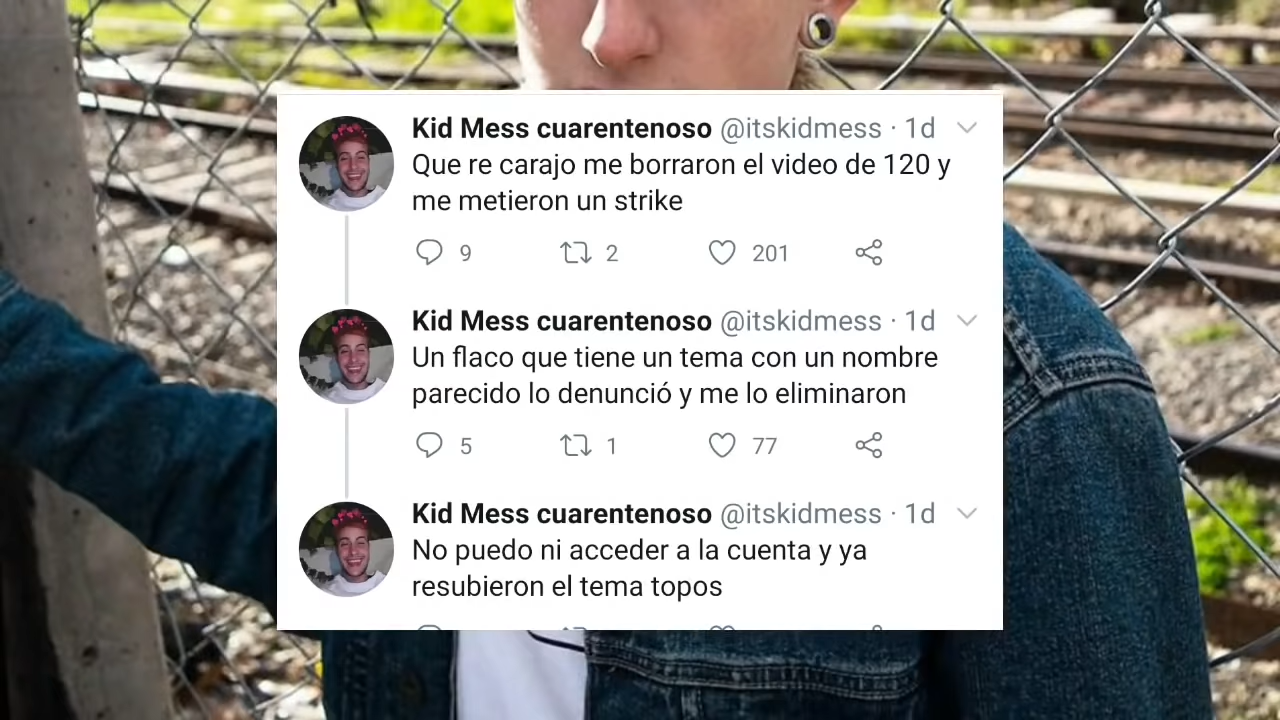 Kid Mess cuarentenoso @itskidmess · 1d
Que re carajo me borraron el video de 120 y
me metieron un strike
9 2 201
Kid Mess cuarentenoso @itskidmess · 1d
Un flaco que tiene un tema con un nombre
parecido lo denunció y me lo eliminaron
5 1 77
Kid Mess cuarentenoso @itskidmess · 1d
No puedo ni acceder a la cuenta y ya
resubieron el tema topos